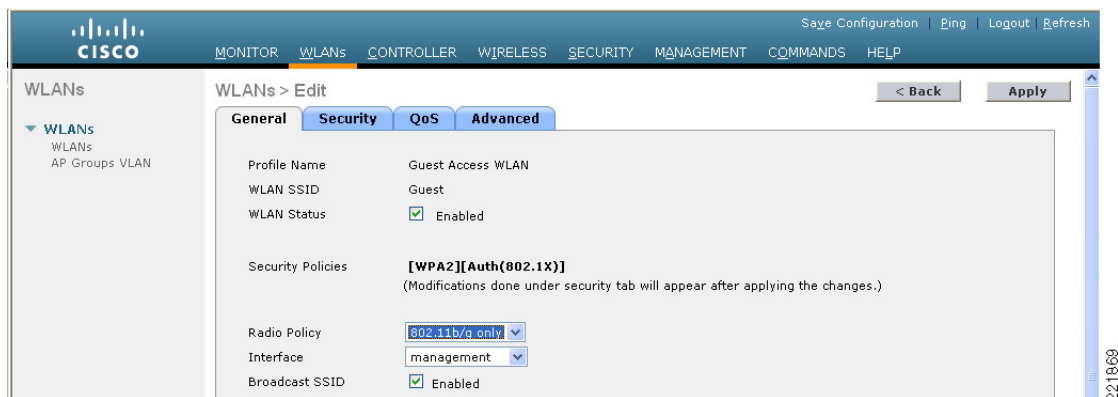 Save Configuration | Ping | Logout | Refresh
CISCO
MONITOR WLANs CONTROLLER WIRELESS SECURITY MANAGEMENT COMMANDS HELP
WLANs
WLANs
WLANs
AP Groups VLAN
WLANs > Edit
< Back
Apply
General Security QoS Advanced
Profile Name Guest Access WLAN
WLAN SSID Guest
WLAN Status Enabled
Security Policies [WPA2][Auth(802.1X)]
(Modifications done under security tab will appear after applying the changes.)
Radio Policy 802.11b/g only
Interface management
Broadcast SSID Enabled
221869